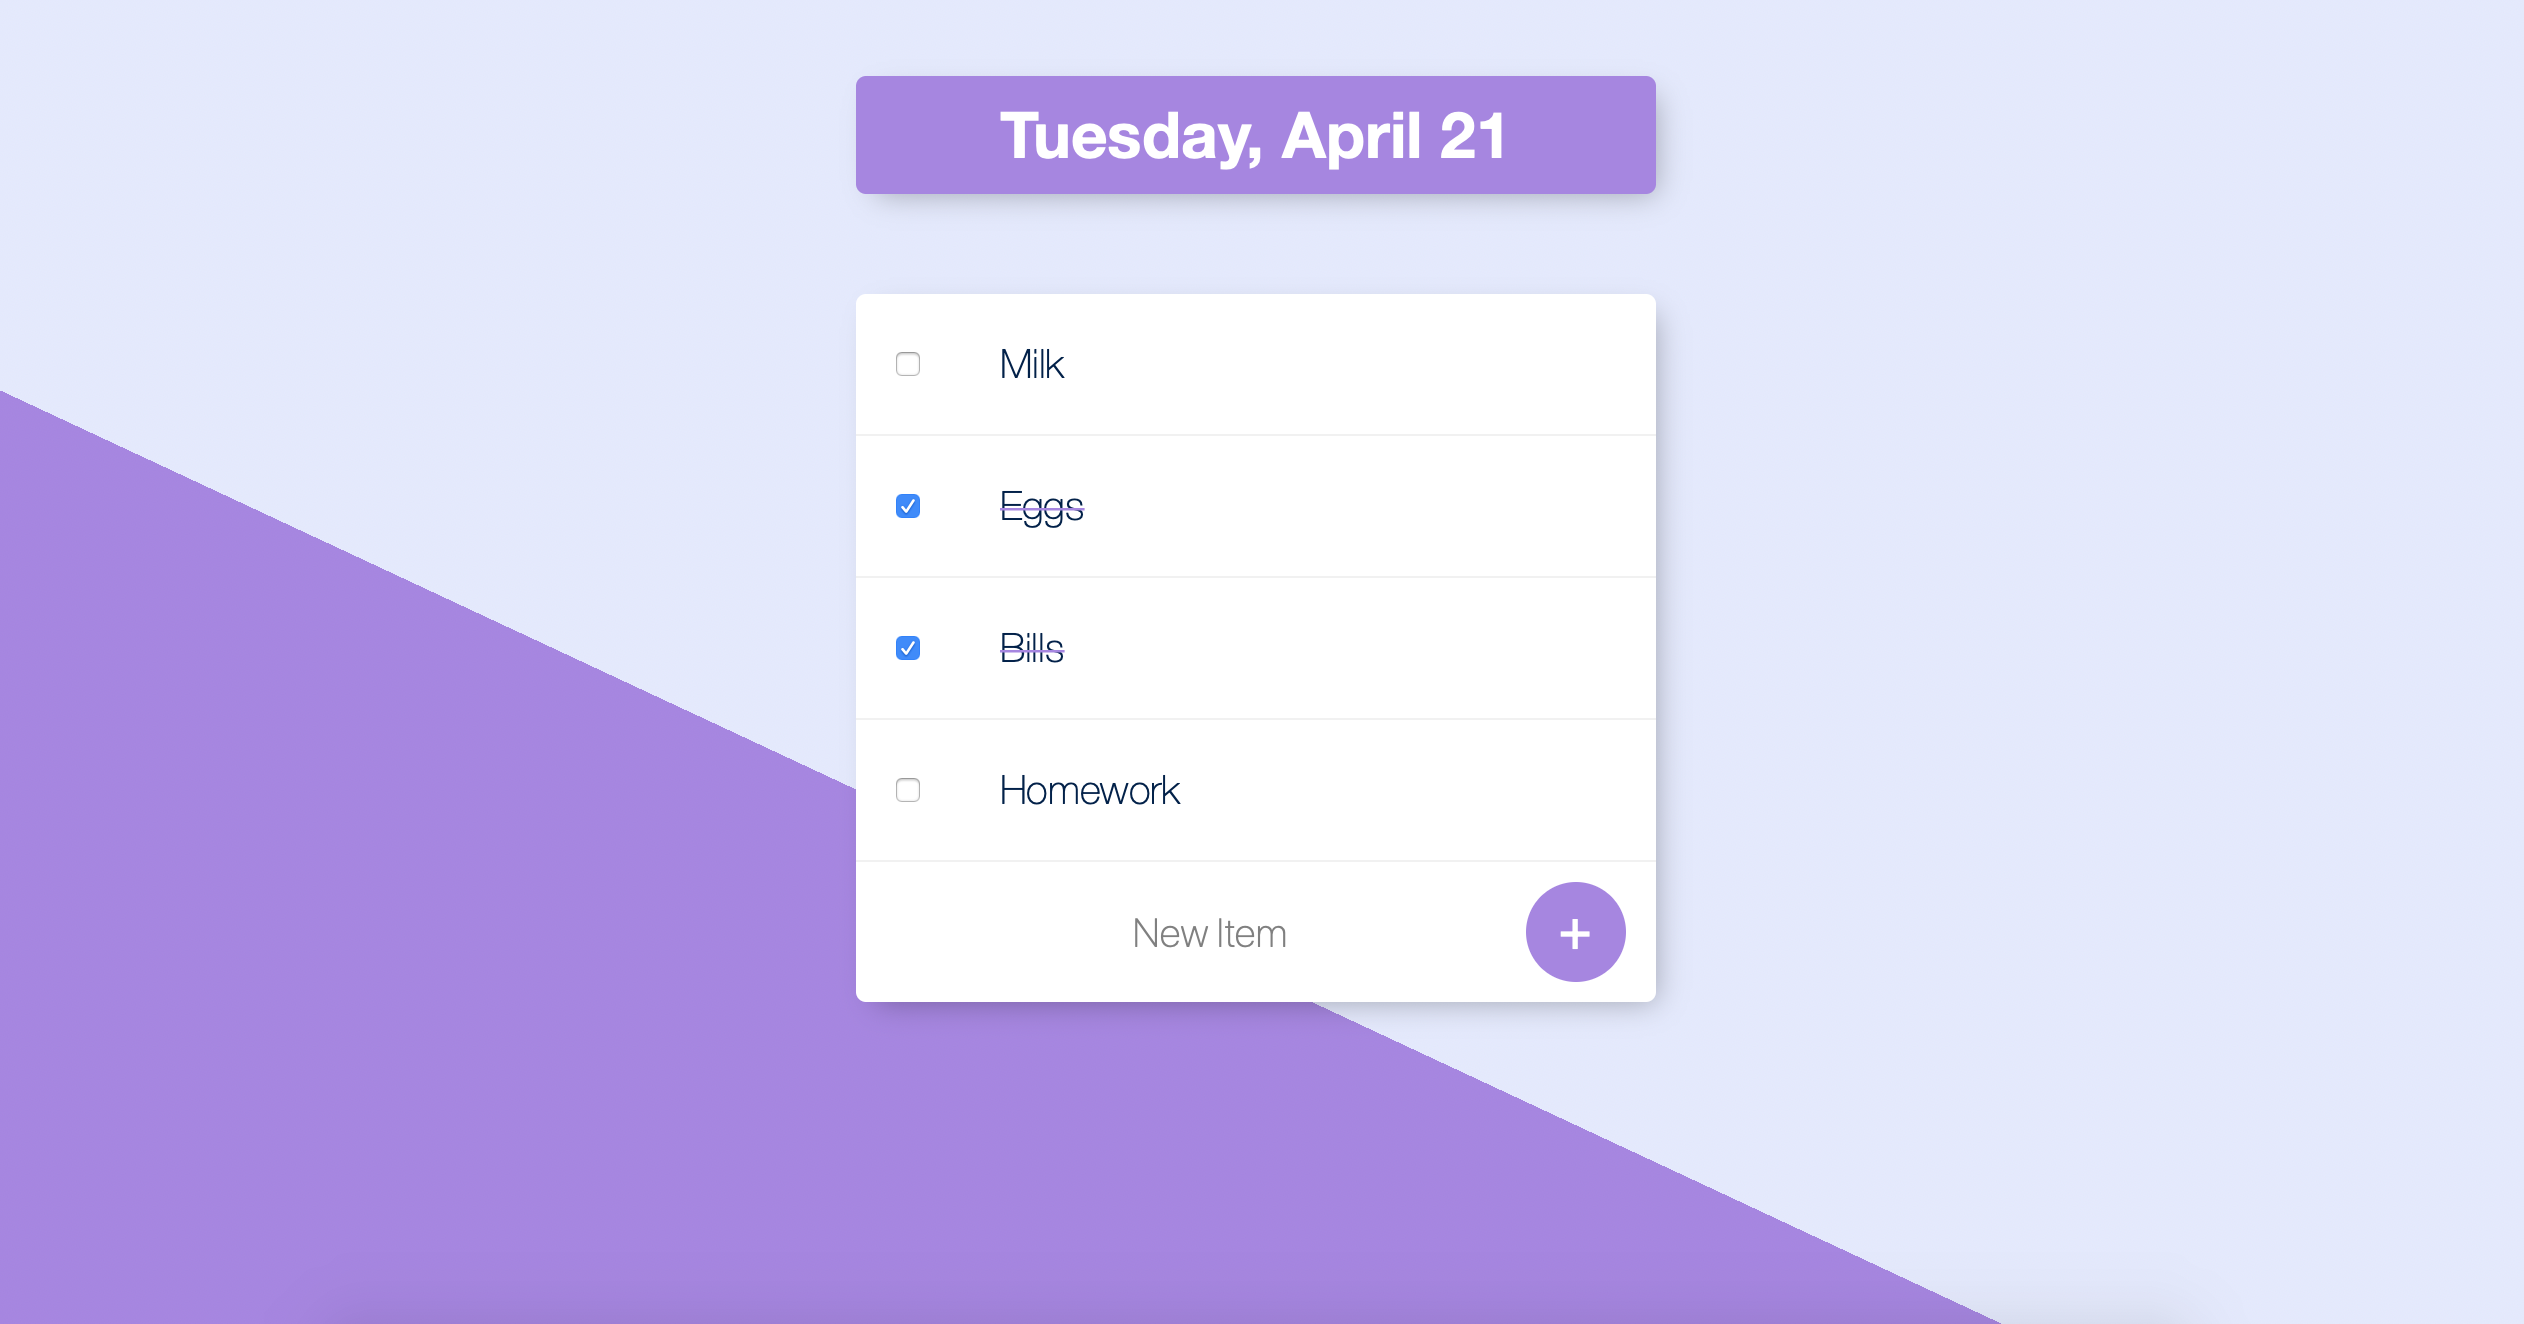 Tuesday, April 21
Milk
Eggs
Bills
Homework
New Item
+